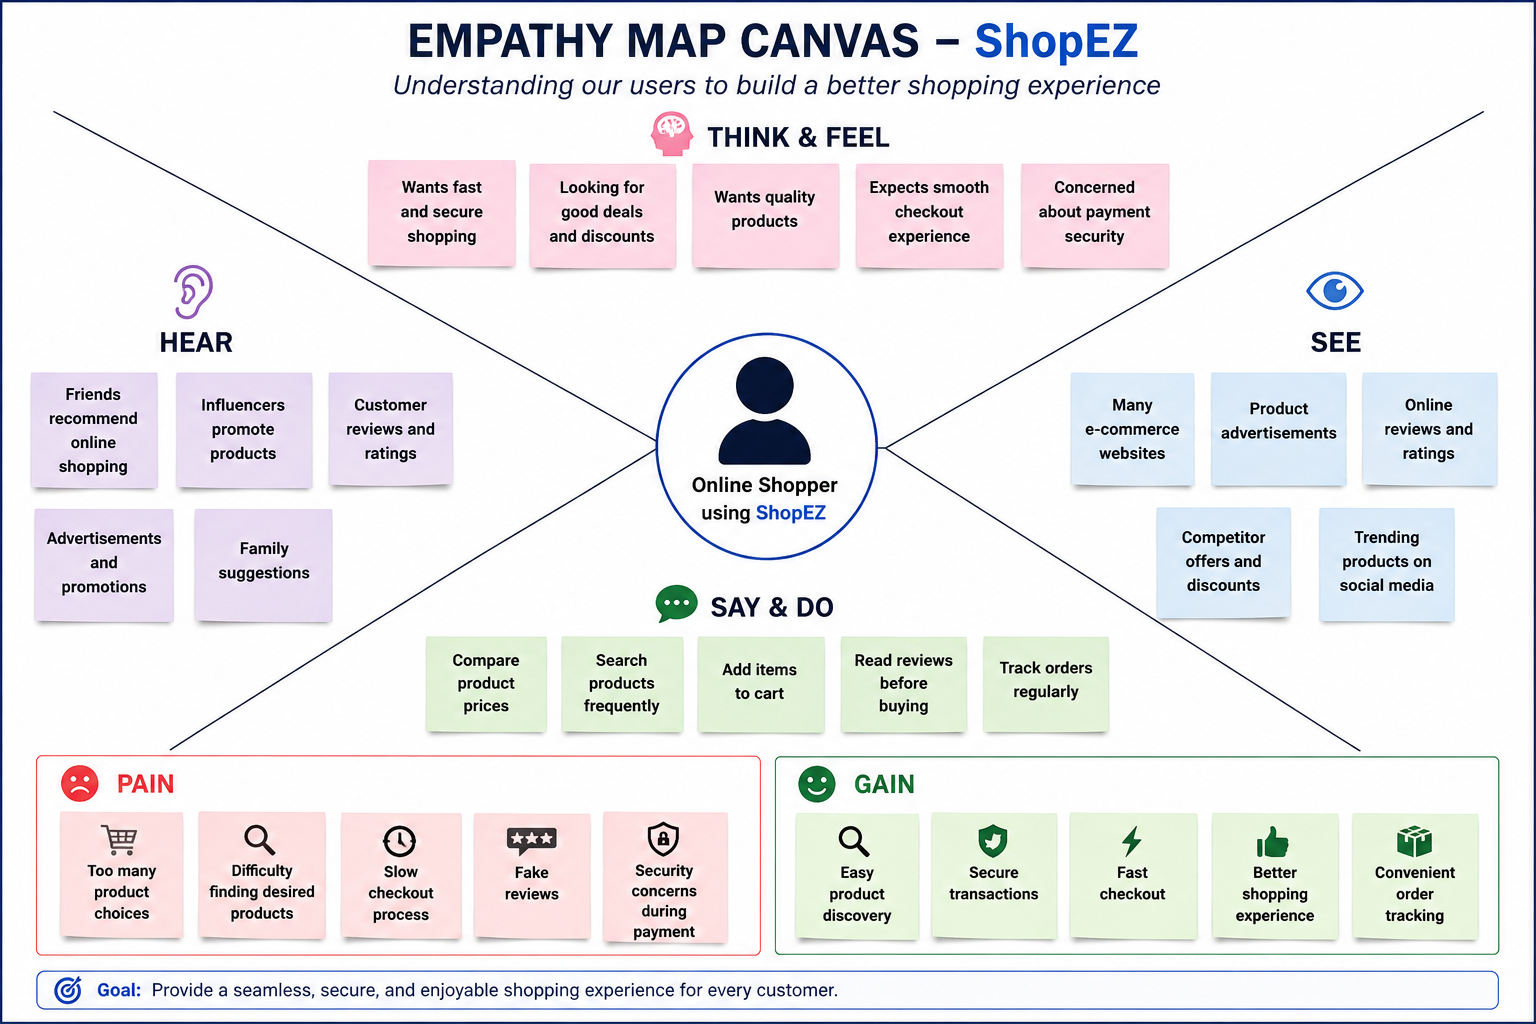 EMPATHY MAP CANVAS – ShopEZ
Understanding our users to build a better shopping experience
THINK & FEEL
Wants fast
and secure
shopping
Looking for
good deals
and discounts
Wants quality
products
Expects smooth
checkout
experience
Concerned
about payment
security
HEAR
Friends
recommend
online
shopping
Influencers
promote
products
Customer
reviews and
ratings
Advertisements
and
promotions
Family
suggestions
Online Shopper
using ShopEZ
SEE
Many
e-commerce
websites
Product
advertisements
Online
reviews and
ratings
Competitor
offers and
discounts
Trending
products on
social media
SAY & DO
Compare
product
prices
Search
products
frequently
Add items
to cart
Read reviews
before
buying
Track orders
regularly
PAIN
Too many
product
choices
Difficulty
finding desired
products
Slow
checkout
process
Fake
reviews
Security
concerns
during
payment
GAIN
Easy
product
discovery
Secure
transactions
Fast
checkout
Better
shopping
experience
Convenient
order
tracking
Goal: Provide a seamless, secure, and enjoyable shopping experience for every customer.